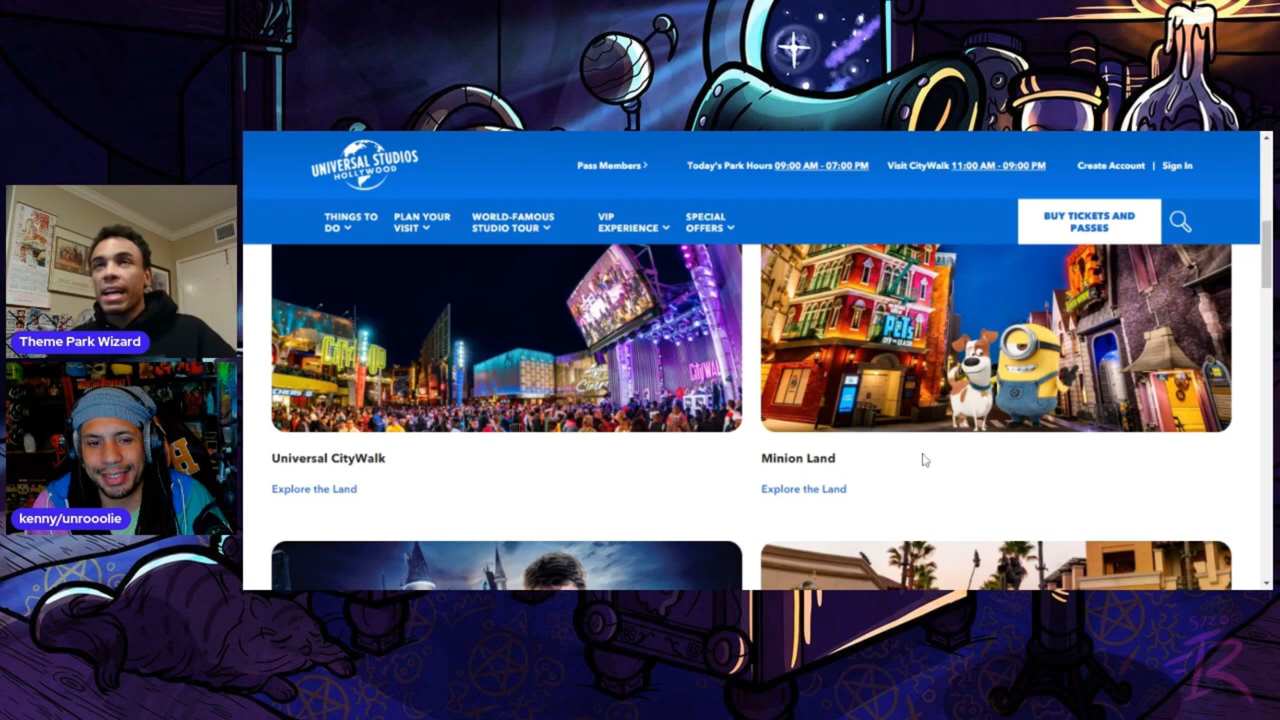 UNIVERSAL STUDIOS
HOLLYWOOD
Pass Members
Today's Park Hours 09:00 AM - 07:00 PM
Visit CityWalk 11:00 AM - 09:00 PM
Create Account | Sign In
THINGS TO
DO
PLAN YOUR
VISIT
WORLD-FAMOUS
STUDIO TOUR
VIP
EXPERIENCE
SPECIAL
OFFERS
BUY TICKETS AND
PASSES
PETS
Universal CityWalk
Explore the Land
Minion Land
Explore the Land
Theme Park Wizard
kenny/unrooolie